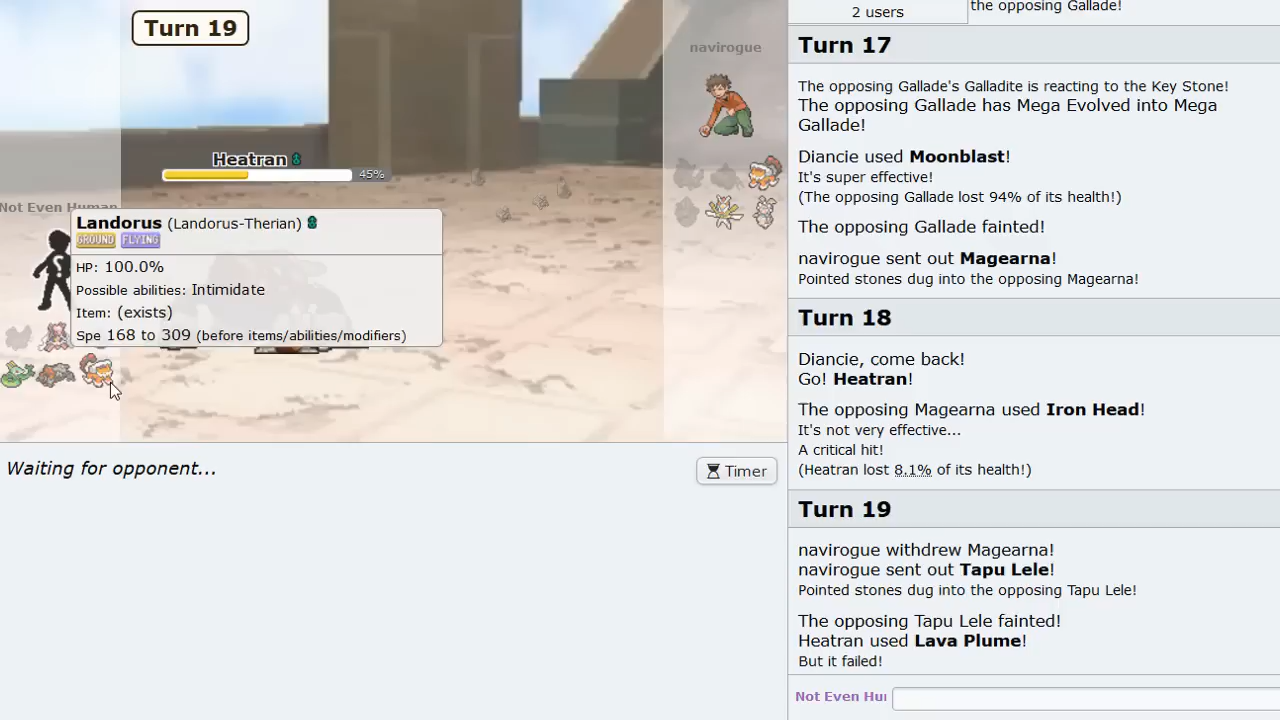 Turn 19
navirogue
Heatran
45%
Not Even Human
Landorus (Landorus-Therian)
GROUND FLYING
HP: 100.0%
Possible abilities: Intimidate
Item: (exists)
Spe 168 to 309 (before items/abilities/modifiers)
Waiting for opponent...
Timer
2 users
the opposing Gallade!
Turn 17
The opposing Gallade's Galladite is reacting to the Key Stone!
The opposing Gallade has Mega Evolved into Mega
Gallade!
Diancie used Moonblast!
It's super effective!
(The opposing Gallade lost 94% of its health!)
The opposing Gallade fainted!
navirogue sent out Magearna!
Pointed stones dug into the opposing Magearna!
Turn 18
Diancie, come back!
Go! Heatran!
The opposing Magearna used Iron Head!
It's not very effective...
A critical hit!
(Heatran lost 8.1% of its health!)
Turn 19
navirogue withdrew Magearna!
navirogue sent out Tapu Lele!
Pointed stones dug into the opposing Tapu Lele!
The opposing Tapu Lele fainted!
Heatran used Lava Plume!
But it failed!
Not Even Hu